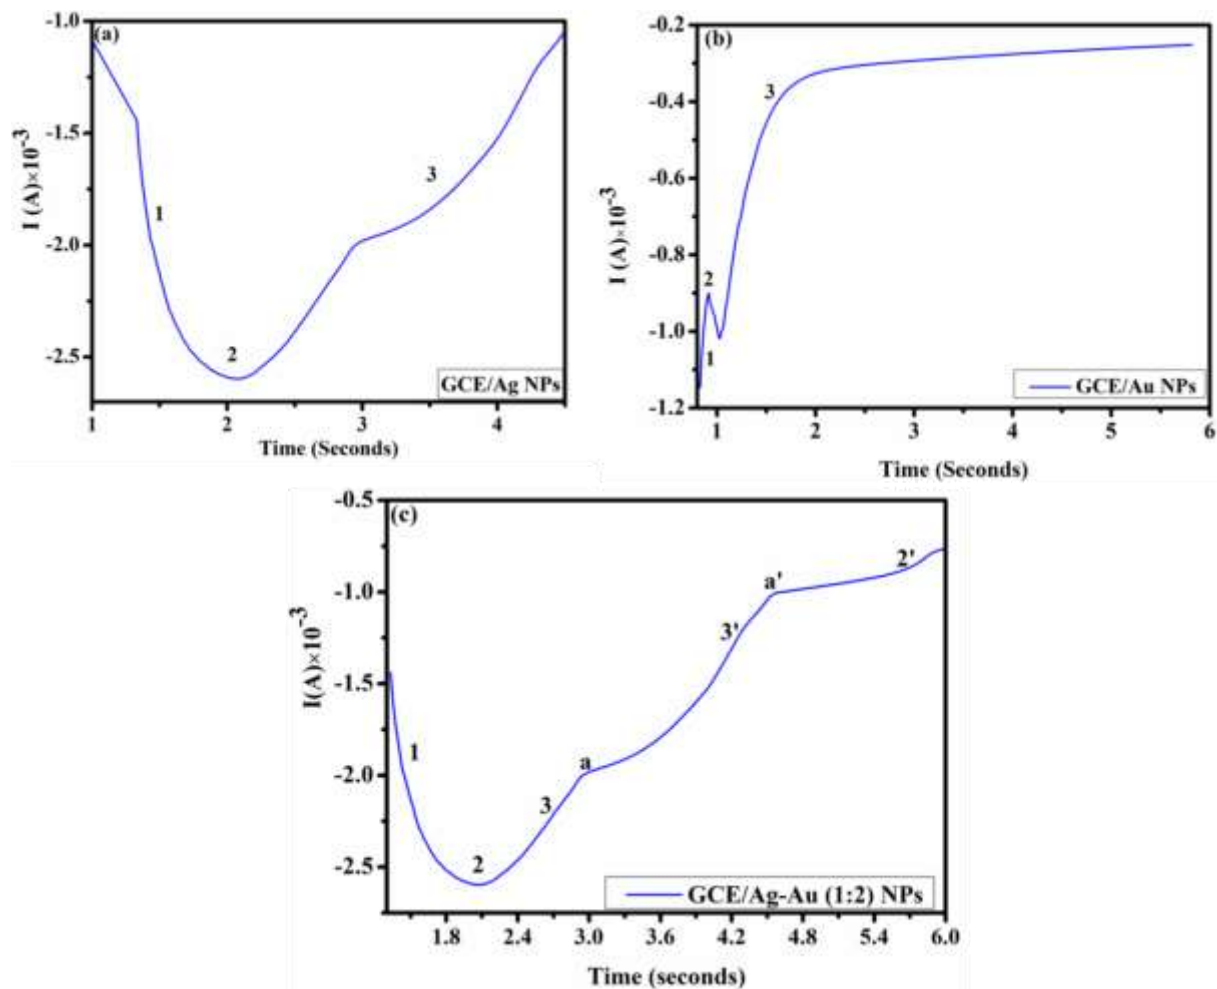 (a)
-1.0
-1.5
-2.0
-2.5
I (A)×10⁻³
1
2
3
GCE/Ag NPs
1 2 3 4
Time (Seconds)
(b)
-0.2
-0.4
-0.6
-0.8
-1.0
-1.2
I (A)×10⁻³
3
2
1
GCE/Au NPs
1 2 3 4 5 6
Time (Seconds)
(c)
-0.5
-1.0
-1.5
-2.0
-2.5
I(A)×10⁻³
1
2
3
a
3'
a'
2'
GCE/Ag-Au (1:2) NPs
1.8 2.4 3.0 3.6 4.2 4.8 5.4 6.0
Time (seconds)